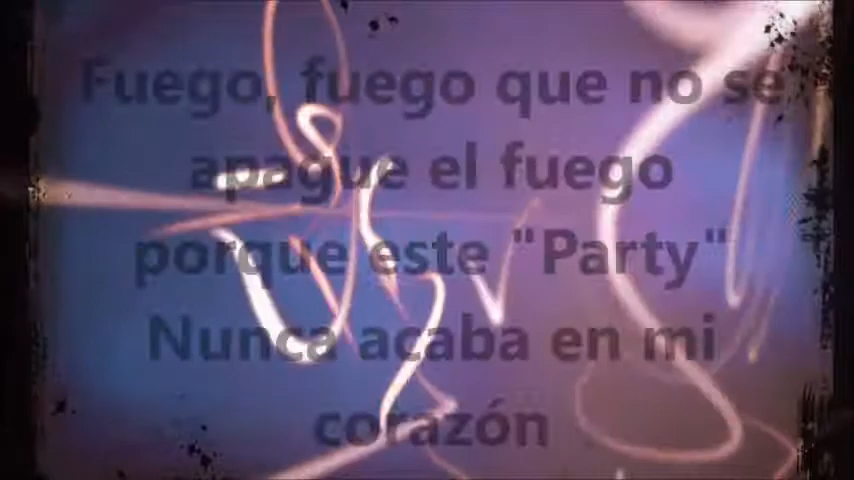 Fuego, fuego que no se
apague el fuego
porque este "Party"
Nunca acaba en mi
corazón